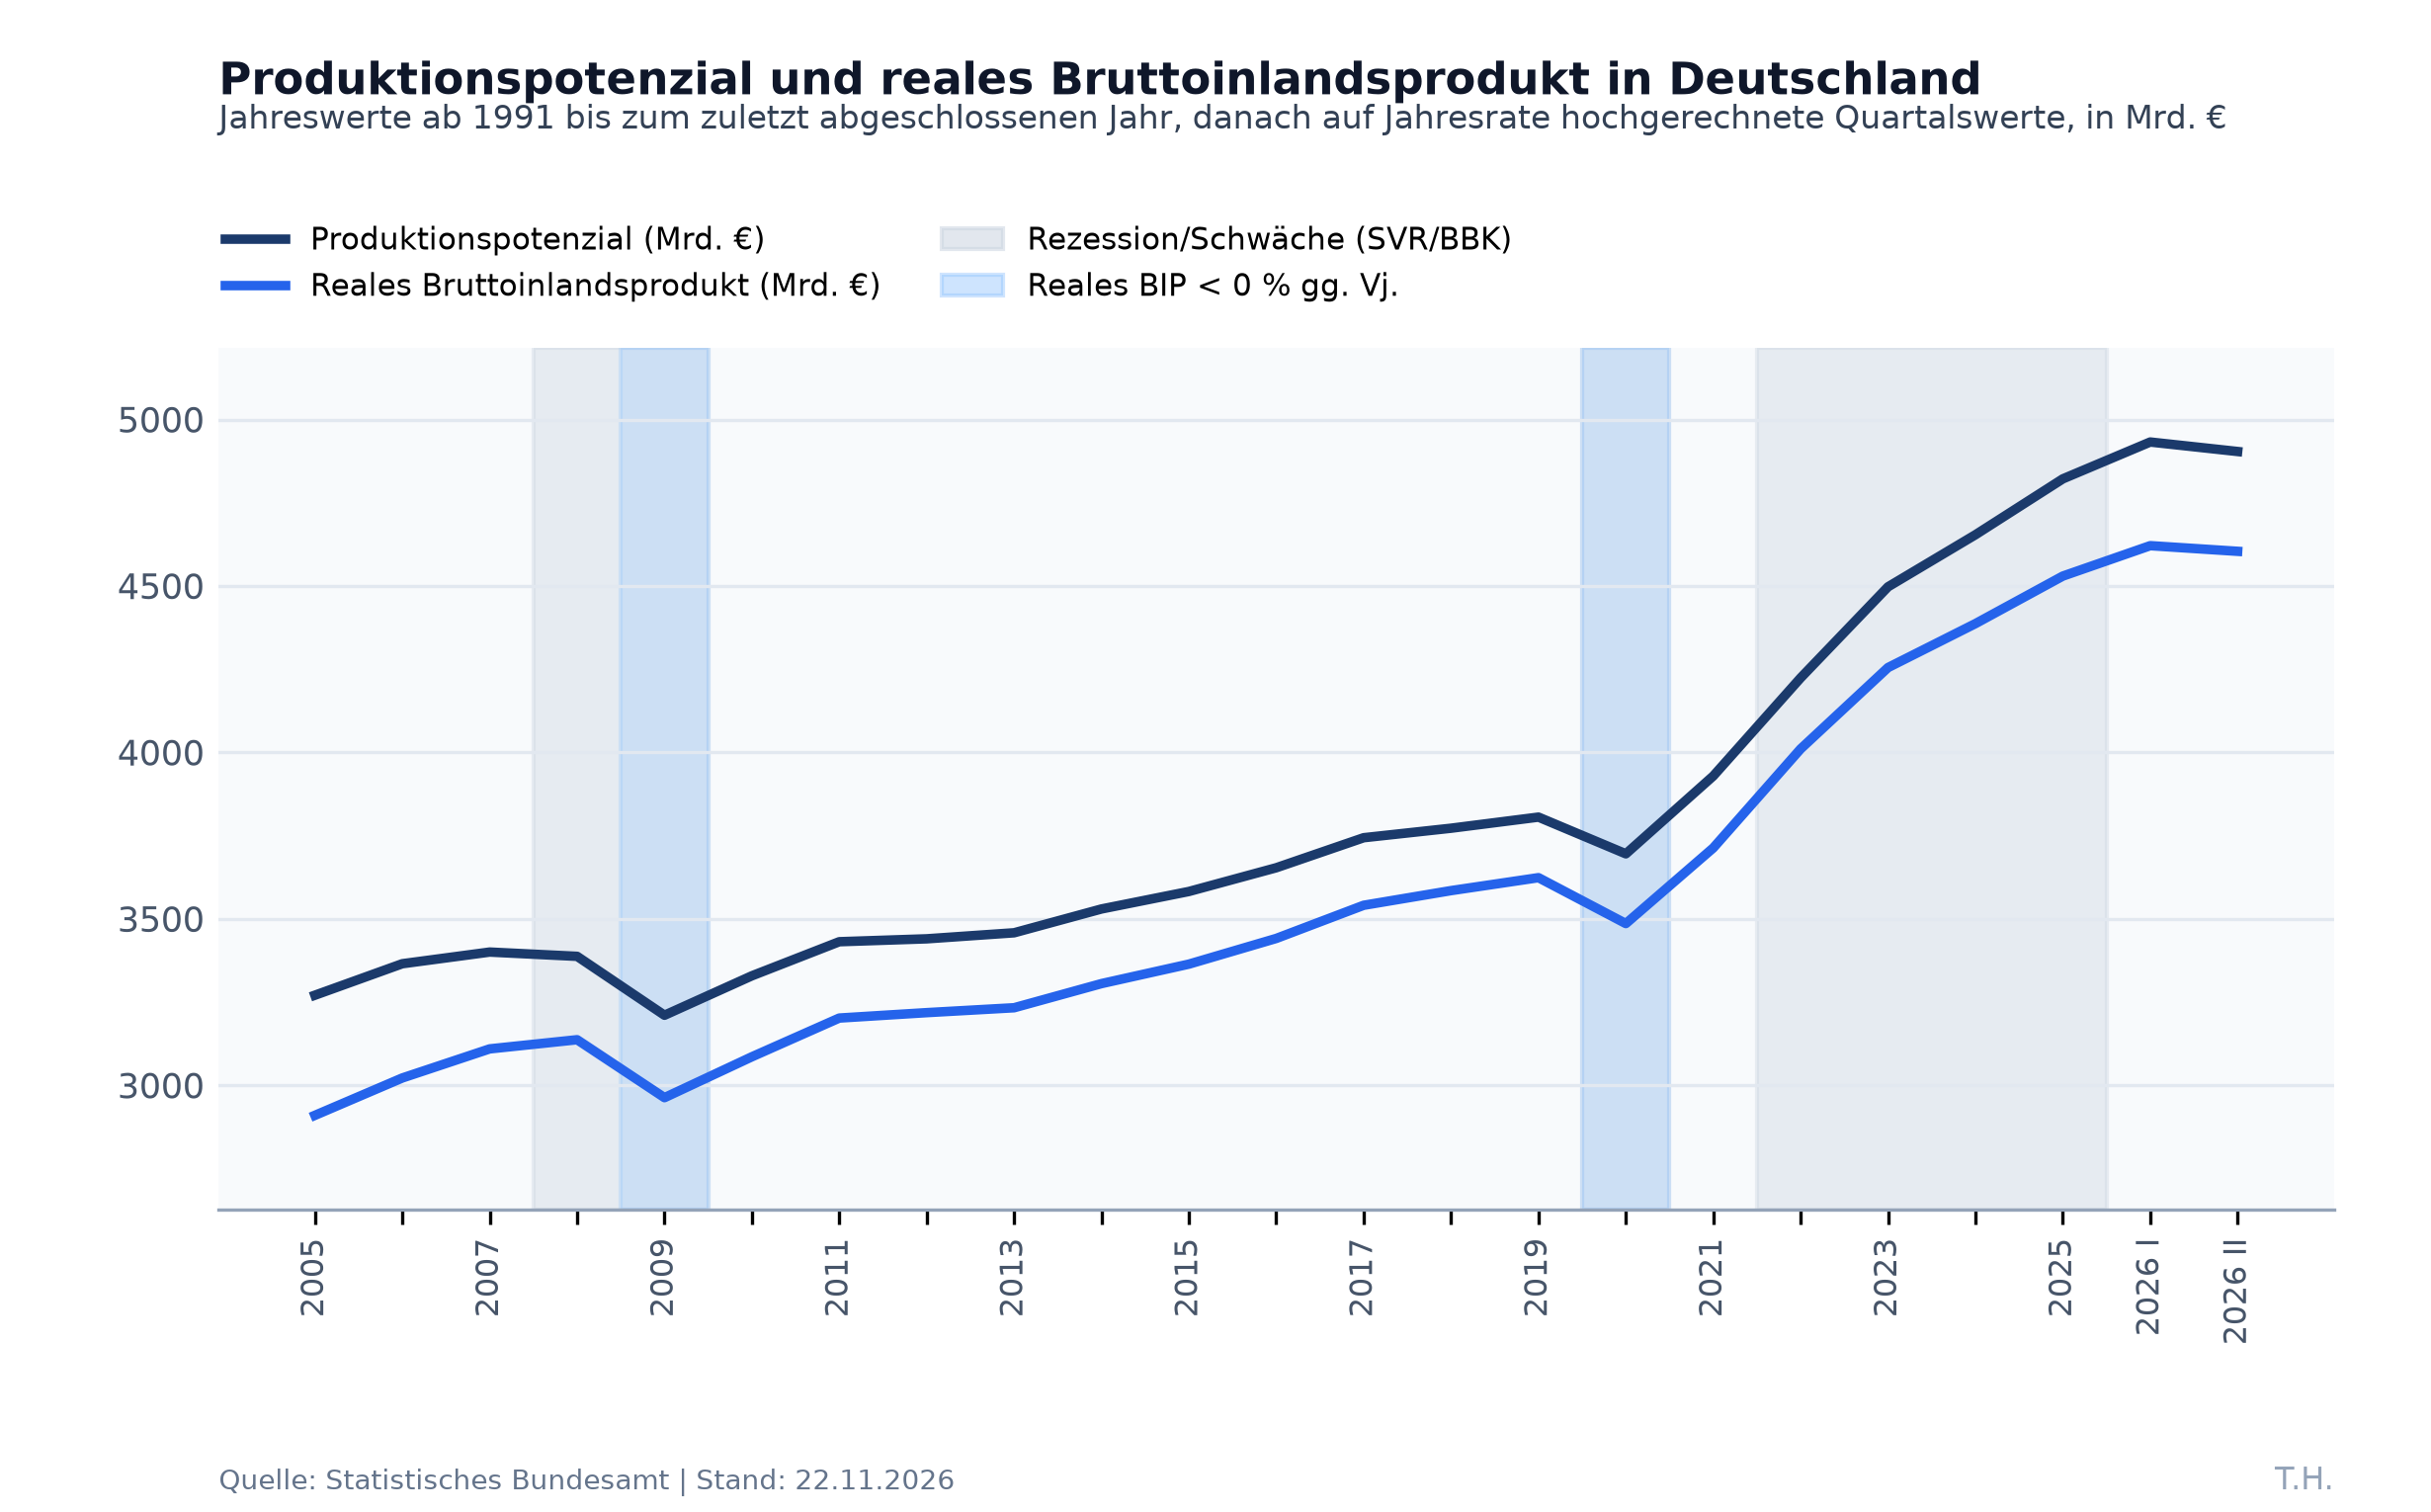 Produktionspotenzial und reales Bruttoinlandsprodukt in Deutschland
Jahreswerte ab 1991 bis zum zuletzt abgeschlossenen Jahr, danach auf Jahresrate hochgerechnete Quartalswerte, in Mrd. €
Produktionspotenzial (Mrd. €)
Reales Bruttoinlandsprodukt (Mrd. €)
Rezession/Schwäche (SVR/BBK)
Reales BIP < 0 % gg. Vj.
5000
4500
4000
3500
3000
2005
2007
2009
2011
2013
2015
2017
2019
2021
2023
2025
2026 I
2026 II
Quelle: Statistisches Bundesamt | Stand: 22.11.2026
T.H.